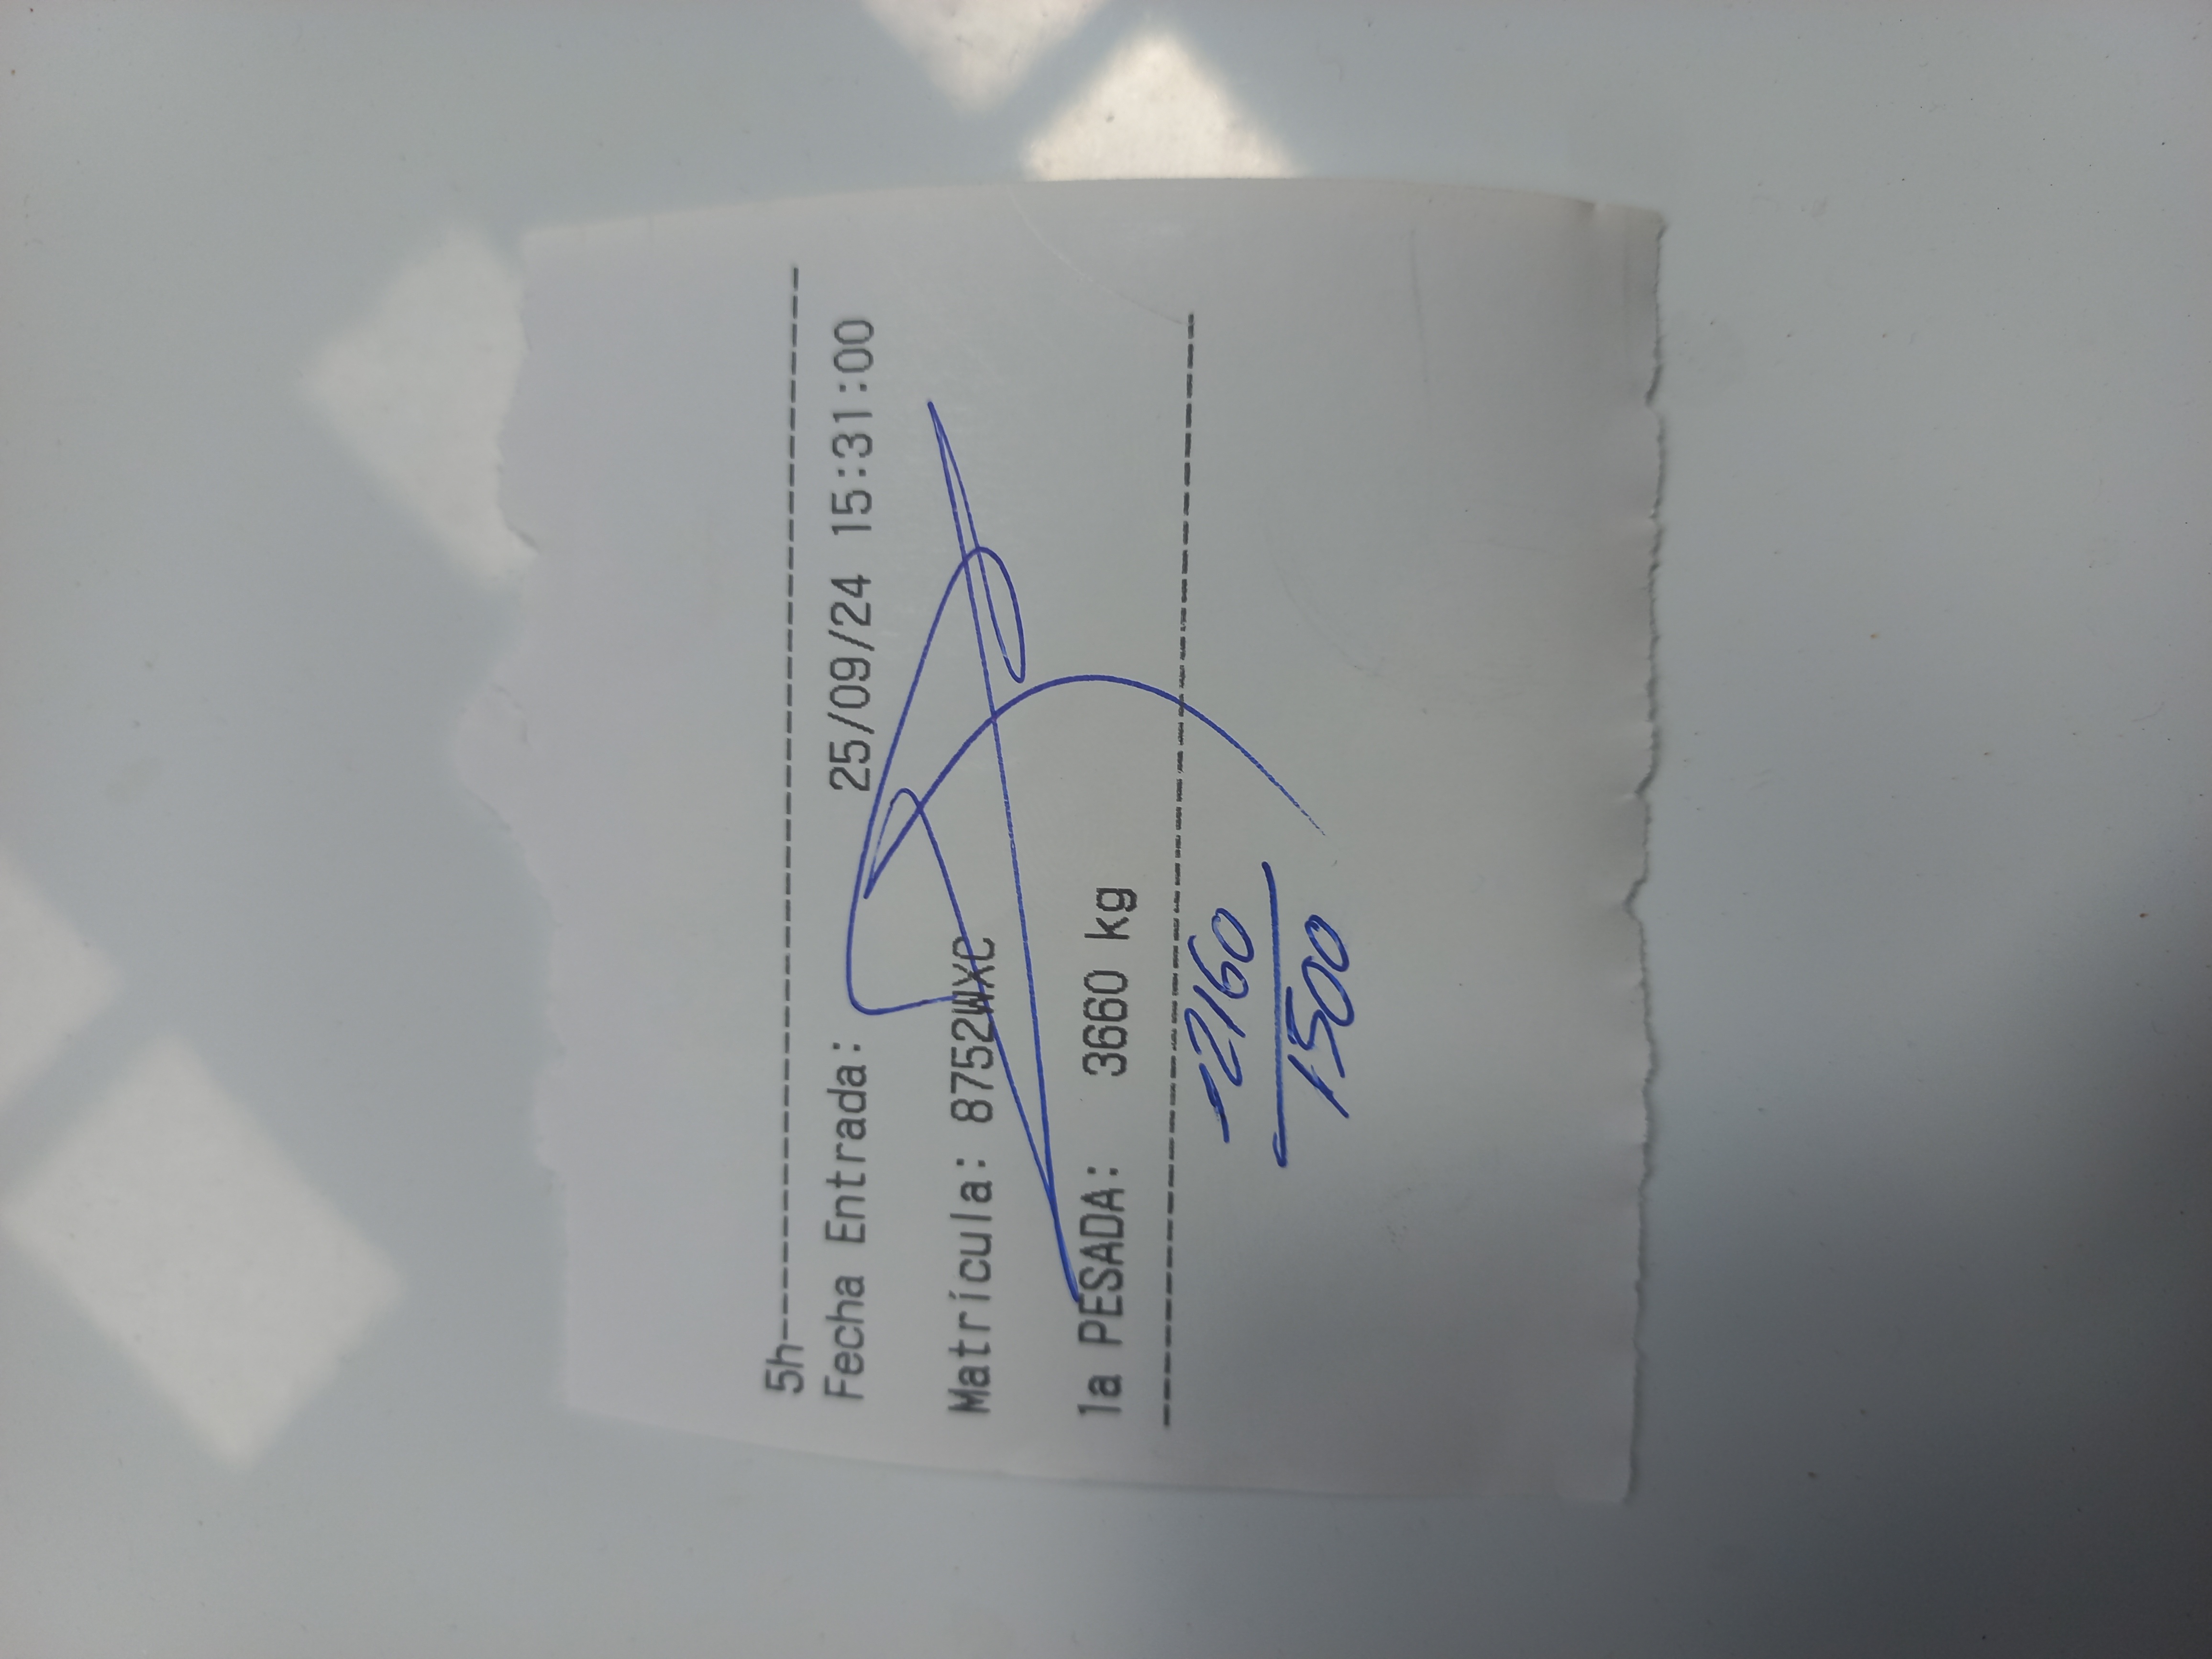 5h--------------------------------------
Fecha Entrada: 25/09/24 15:31:00
Matrícula: 8752WXC
1a PESADA: 3660 kg
----------------------------------------
-2160
1500